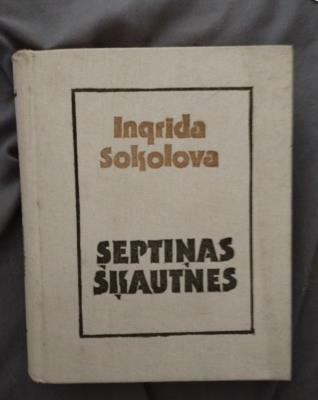 Ingrida
Sokolova
SEPTIŅAS
ŠĶAUTNES